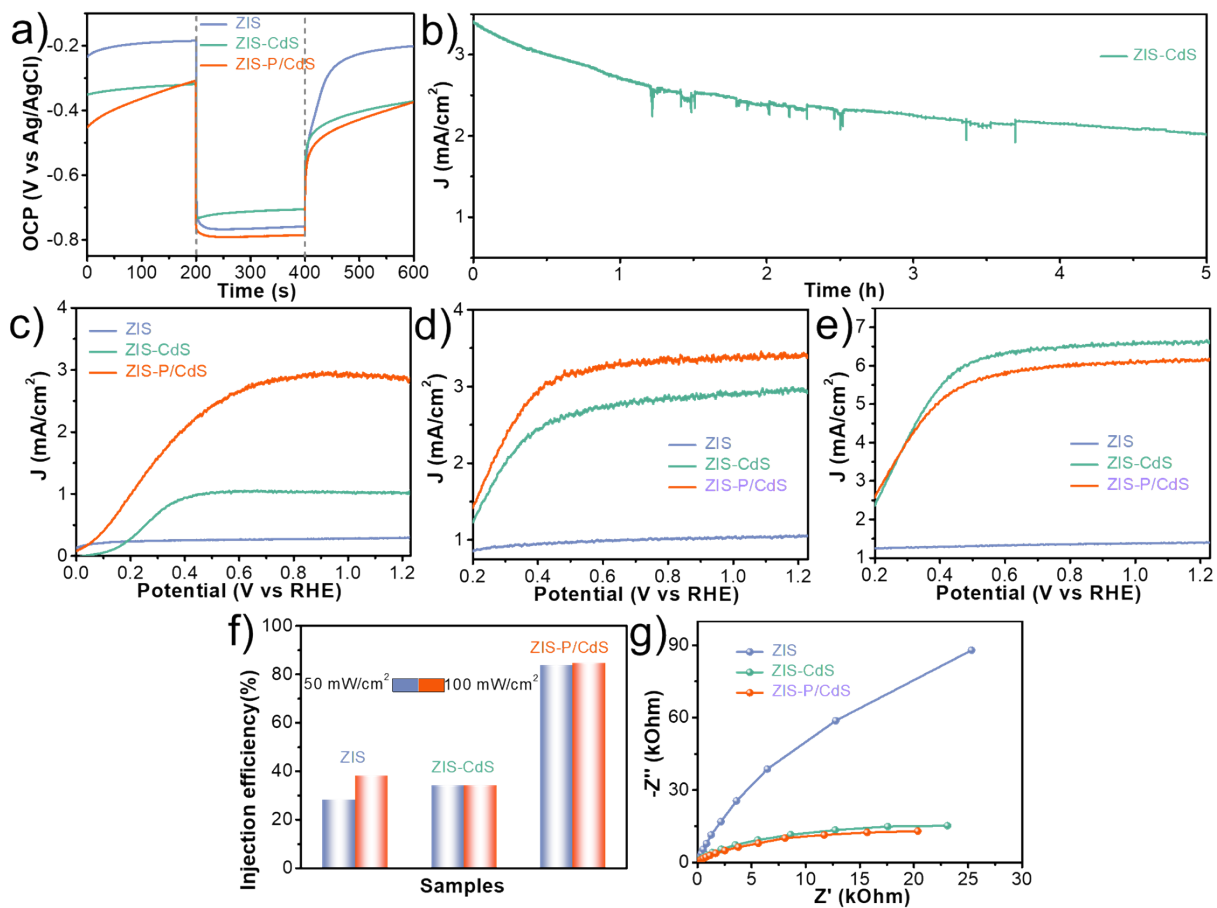 a)
ZIS
ZIS-CdS
ZIS-P/CdS
OCP (V vs Ag/AgCl)
-0.2
-0.4
-0.6
-0.8
0 100 200 300 400 500 600
Time (s)
b)
ZIS-CdS
J (mA/cm²)
3
2
1
0 1 2 3 4 5
Time (h)
c)
ZIS
ZIS-CdS
ZIS-P/CdS
J (mA/cm²)
4
3
2
1
0
0.0 0.2 0.4 0.6 0.8 1.0 1.2
Potential (V vs RHE)
d)
J (mA/cm²)
4
3
2
1
ZIS
ZIS-CdS
ZIS-P/CdS
0.2 0.4 0.6 0.8 1.0 1.2
Potential (V vs RHE)
e)
J (mA/cm²)
7
6
5
4
3
2
1
ZIS
ZIS-CdS
ZIS-P/CdS
0.2 0.4 0.6 0.8 1.0 1.2
Potential (V vs RHE)
f)
Injection efficiency(%)
100
80
60
40
20
0
ZIS-P/CdS
50 mW/cm² 100 mW/cm²
ZIS
ZIS-CdS
Samples
g)
ZIS
ZIS-CdS
ZIS-P/CdS
-Z'' (kOhm)
90
60
30
0
0 5 10 15 20 25 30
Z' (kOhm)